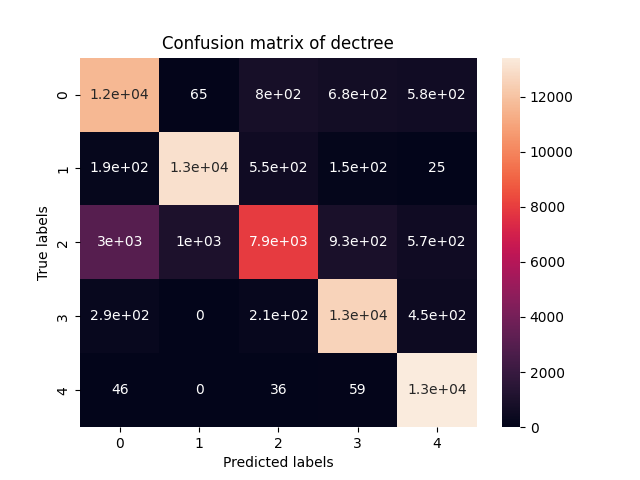 Confusion matrix of dectree
0 1.2e+04 65 8e+02 6.8e+02 5.8e+02
1 1.9e+02 1.3e+04 5.5e+02 1.5e+02 25
2 3e+03 1e+03 7.9e+03 9.3e+02 5.7e+02
3 2.9e+02 0 2.1e+02 1.3e+04 4.5e+02
4 46 0 36 59 1.3e+04
0 1 2 3 4
True labels
Predicted labels
12000
10000
8000
6000
4000
2000
0